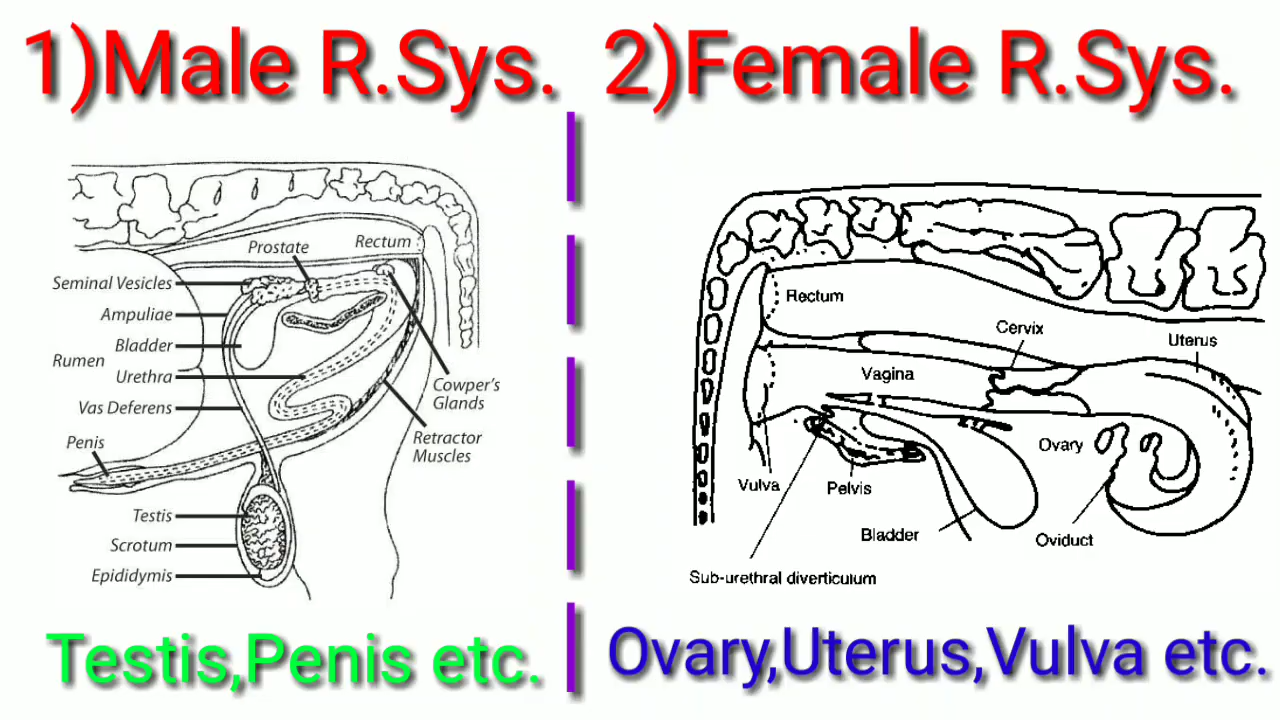 1)Male R.Sys.
Prostate
Rectum
Seminal Vesicles
Ampuliae
Bladder
Rumen
Urethra
Vas Deferens
Penis
Cowper's
Glands
Retractor
Muscles
Testis
Scrotum
Epididymis
Testis,Penis etc.
2)Female R.Sys.
Rectum
Cervix
Uterus
Vagina
Ovary
Vulva
Pelvis
Bladder
Oviduct
Sub-urethral diverticulum
Ovary,Uterus,Vulva etc.